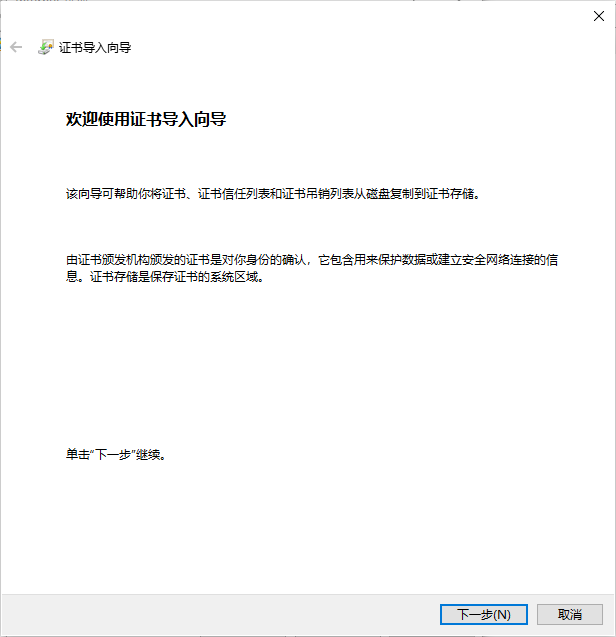 证书导入向导
欢迎使用证书导入向导
该向导可帮助你将证书、证书信任列表和证书吊销列表从磁盘复制到证书存储。
由证书颁发机构颁发的证书是对你身份的确认，它包含用来保护数据或建立安全网络连接的信
息。证书存储是保存证书的系统区域。
单击“下一步”继续。
下一步(N) 取消